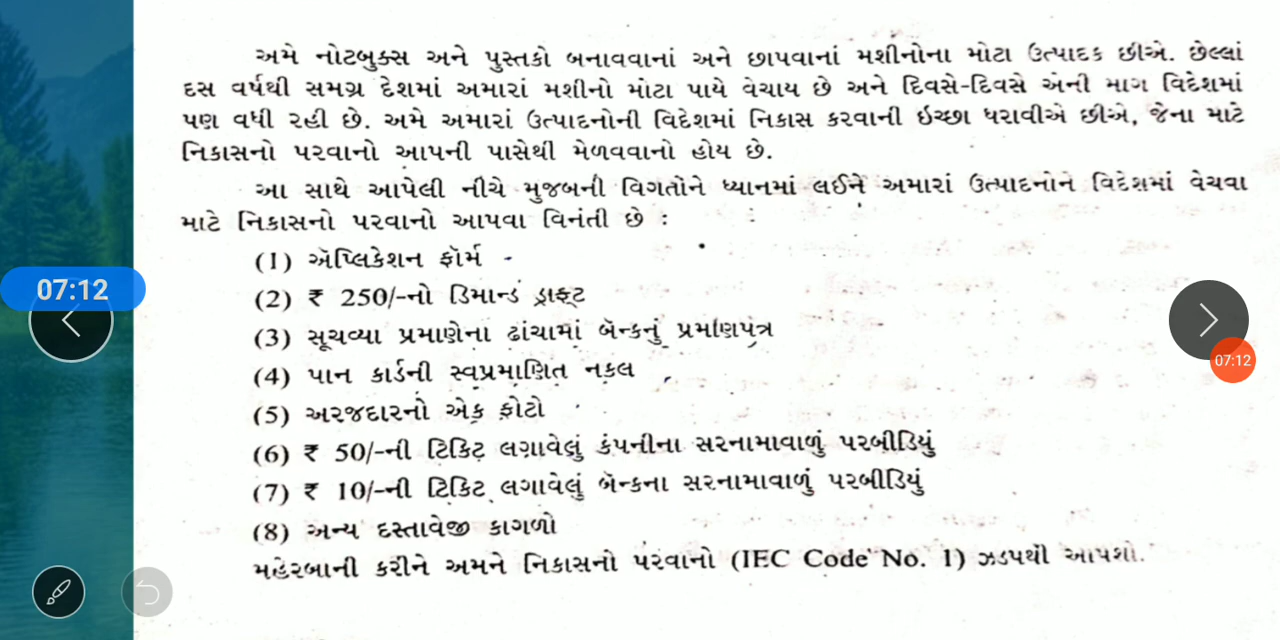 અમે નોટબુક્સ અને પુસ્તકો બનાવવાનાં અને છાપવાનાં મશીનોના મોટા ઉત્પાદક છીએ. છેલ્લાં
દસ વર્ષથી સમગ્ર દેશમાં અમારાં મશીનો મોટા પાયે વેચાય છે અને દિવસે-દિવસે એની માગ વિદેશમાં
પણ વધી રહી છે. અમે અમારાં ઉત્પાદનોની વિદેશમાં નિકાસ કરવાની ઇચ્છા ધરાવીએ છીએ, જેના માટે
નિકાસનો પરવાનો આપની પાસેથી મેળવવાનો હોય છે.
આ સાથે આપેલી નીચે મુજબની વિગતોને ધ્યાનમાં લઈને અમારાં ઉત્પાદનોને વિદેશમાં વેચવા
માટે નિકાસનો પરવાનો આપવા વિનંતી છે :
(1) ઍપ્લિકેશન ફૉર્મ
07:12
(2) ₹ 250/-નો ડિમાન્ડ ડ્રાફ્ટ
(3) સૂચવ્યા પ્રમાણેના ઢાંચામાં બૅન્કનું પ્રમાણપત્ર
07:12
(4) પાન કાર્ડની સ્વપ્રમાણિત નકલ
(5) અરજદારનો એક ફોટો
(6) ₹ 50/-ની ટિકિટ લગાવેલું કંપનીના સરનામાવાળું પરબીડિયું
(7) ₹ 10/-ની ટિકિટ લગાવેલું બૅન્કના સરનામાવાળું પરબીડિયું
(8) અન્ય દસ્તાવેજી કાગળો
મહેરબાની કરીને અમને નિકાસનો પરવાનો (IEC Code No. 1) ઝડપથી આપશો.